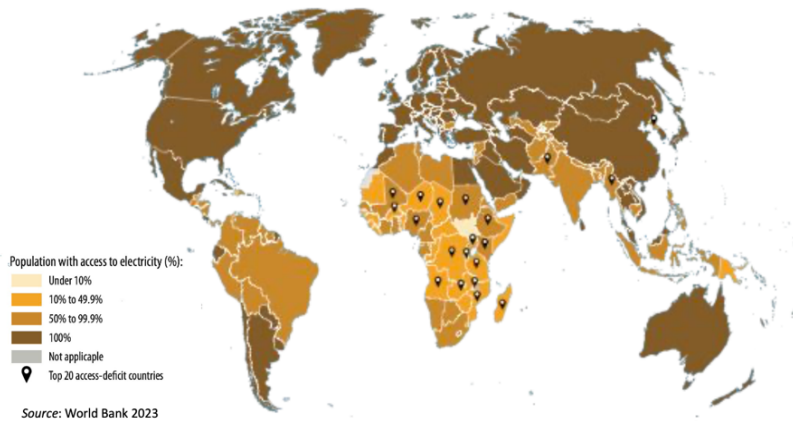 Population with access to electricity (%):
Under 10%
10% to 49.9%
50% to 99.9%
100%
Not applicaple
Top 20 access-deficit countries
Source: World Bank 2023